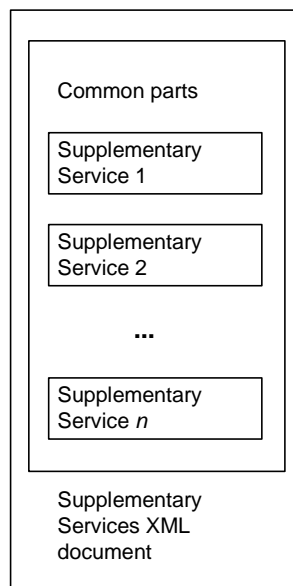 Common parts
Supplementary
Service 1
Supplementary
Service 2
...
Supplementary
Service n
Supplementary
Services XML
document